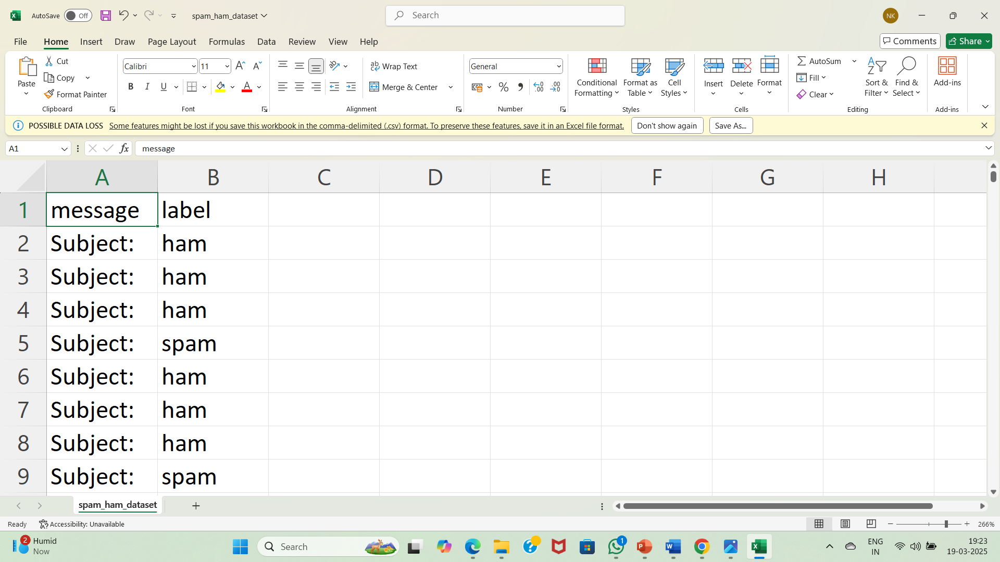 AutoSave Off spam_ham_dataset Search NK
File Home Insert Draw Page Layout Formulas Data Review View Help Comments Share
Paste Cut Copy Format Painter Clipboard
Calibri 11 B I U A Font
Wrap Text Merge & Center Alignment
General % Number
Conditional Formatting Format as Table Cell Styles Styles
Insert Delete Format Cells
AutoSum Fill Clear Sort & Filter Find & Select Editing
Add-ins Add-ins
POSSIBLE DATA LOSS Some features might be lost if you save this workbook in the comma-delimited (.csv) format. To preserve these features, save it in an Excel file format. Don't show again Save As...
A1 fx message
A B C D E F G H
1 message label
2 Subject: ham
3 Subject: ham
4 Subject: ham
5 Subject: spam
6 Subject: ham
7 Subject: ham
8 Subject: ham
9 Subject: spam
spam_ham_dataset
Ready Accessibility: Unavailable 266%
2 Humid Search 1 ENG 19:23
Now IN 19-03-2025